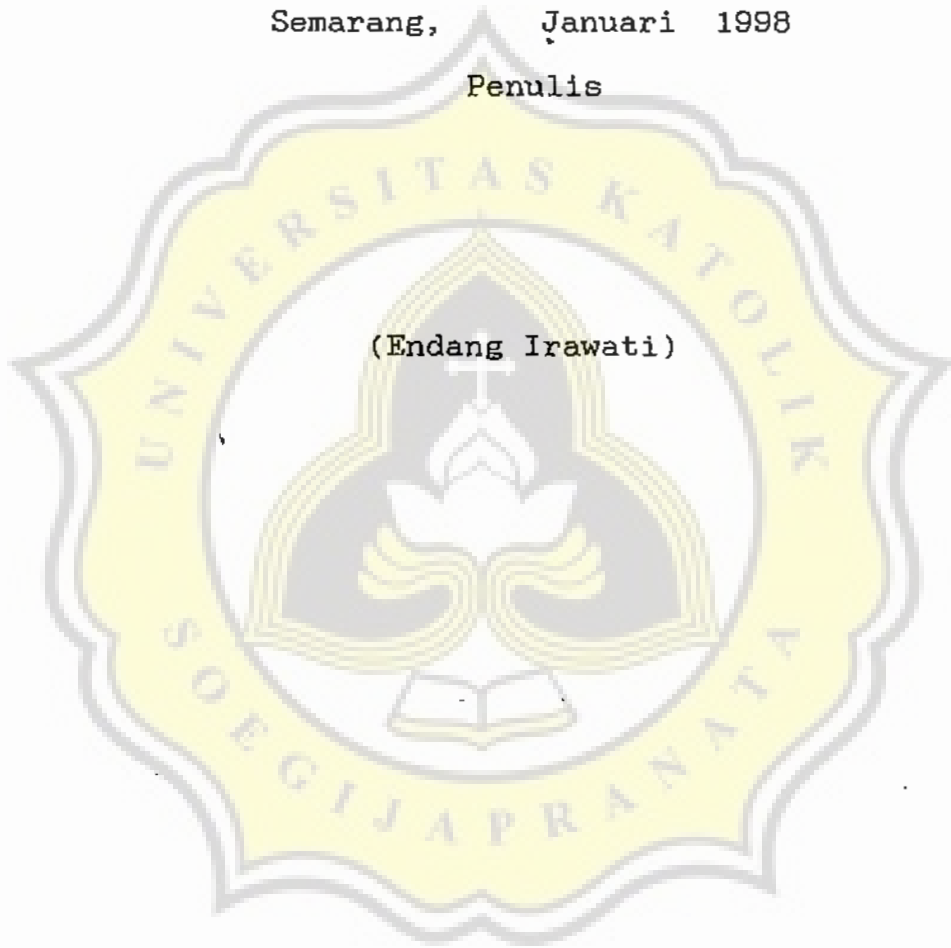 Semarang, Januari 1998
Penulis
UNIVERSITAS KATOLIK
(Endang Irawati)
SOEGIJAPRANATA